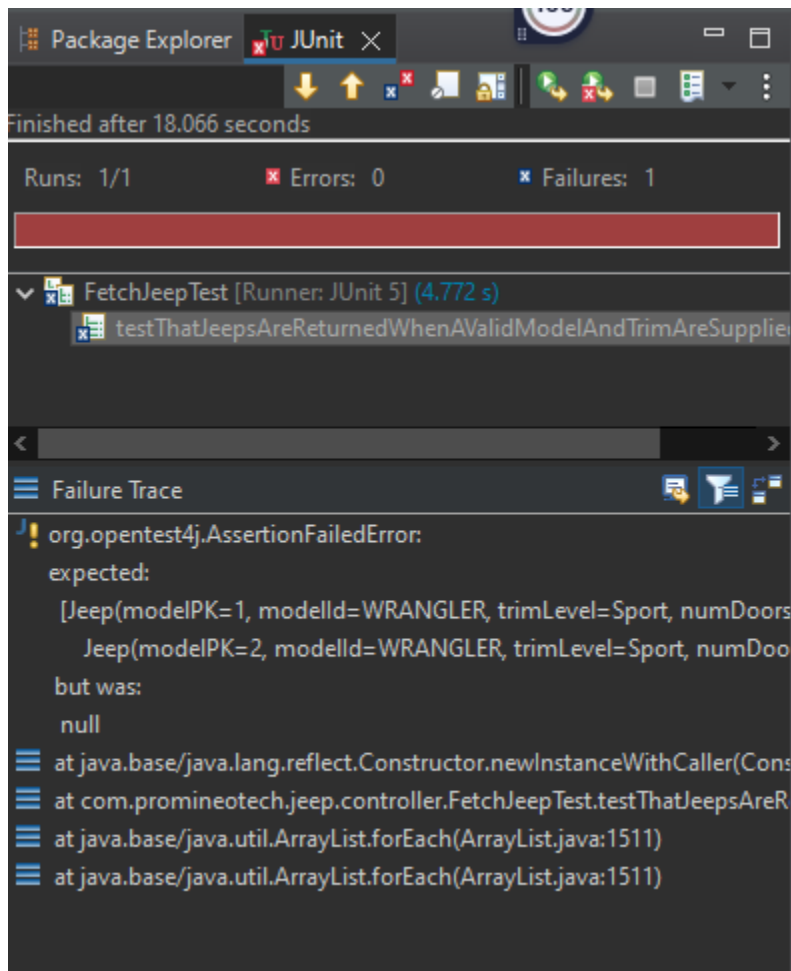 Package Explorer JUnit
Finished after 18.066 seconds
Runs: 1/1 Errors: 0 Failures: 1
FetchJeepTest [Runner: JUnit 5] (4.772 s)
testThatJeepsAreReturnedWhenAValidModelAndTrimAreSupplie
Failure Trace
org.opentest4j.AssertionFailedError:
expected:
[Jeep(modelPK=1, modelId=WRANGLER, trimLevel=Sport, numDoors
Jeep(modelPK=2, modelId=WRANGLER, trimLevel=Sport, numDoo
but was:
null
at java.base/java.lang.reflect.Constructor.newInstanceWithCaller(Cons
at com.promineotech.jeep.controller.FetchJeepTest.testThatJeepsAreR
at java.base/java.util.ArrayList.forEach(ArrayList.java:1511)
at java.base/java.util.ArrayList.forEach(ArrayList.java:1511)